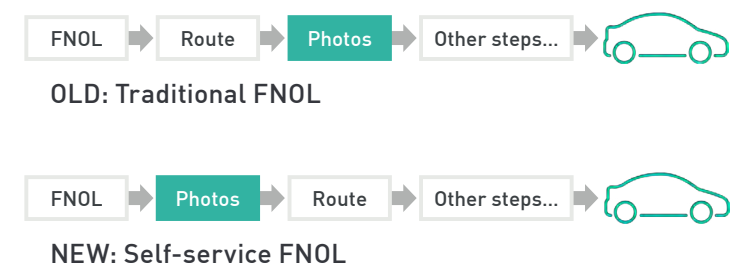 FNOL Route Photos Other steps...
OLD: Traditional FNOL
FNOL Photos Route Other steps...
NEW: Self-service FNOL